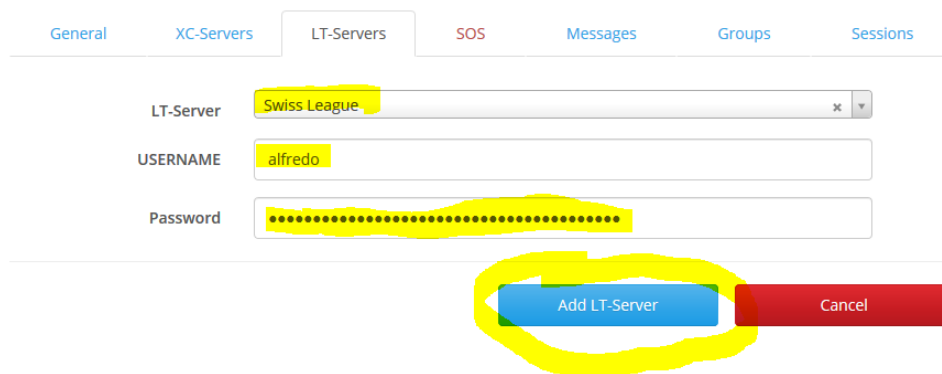 General XC-Servers LT-Servers SOS Messages Groups Sessions
LT-Server Swiss League
USERNAME alfredo
Password ••••••••••••••••••••••••••••••••••••••••
Add LT-Server Cancel